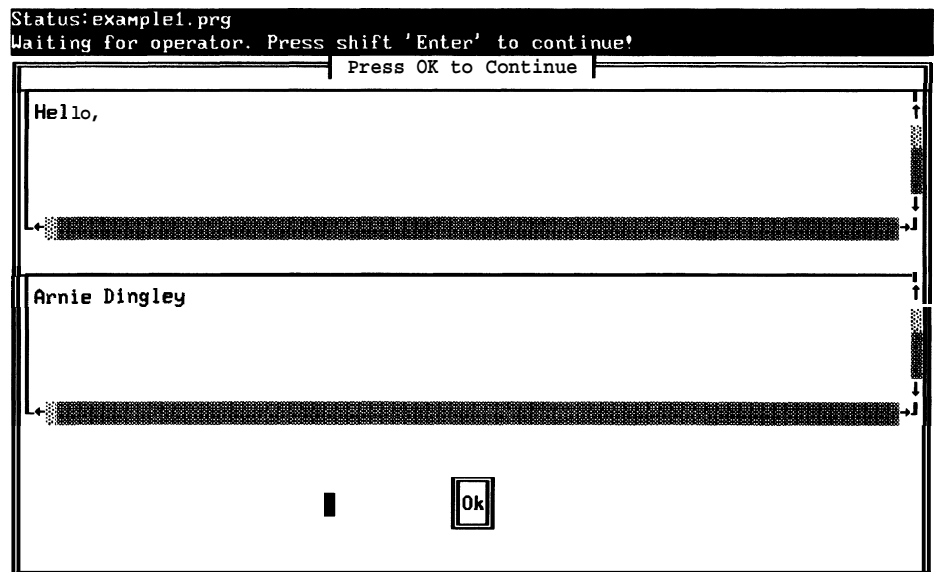 Status:example1.prg
Waiting for operator. Press shift 'Enter' to continue!
Press OK to Continue
Hello,
Arnie Dingley
Ok